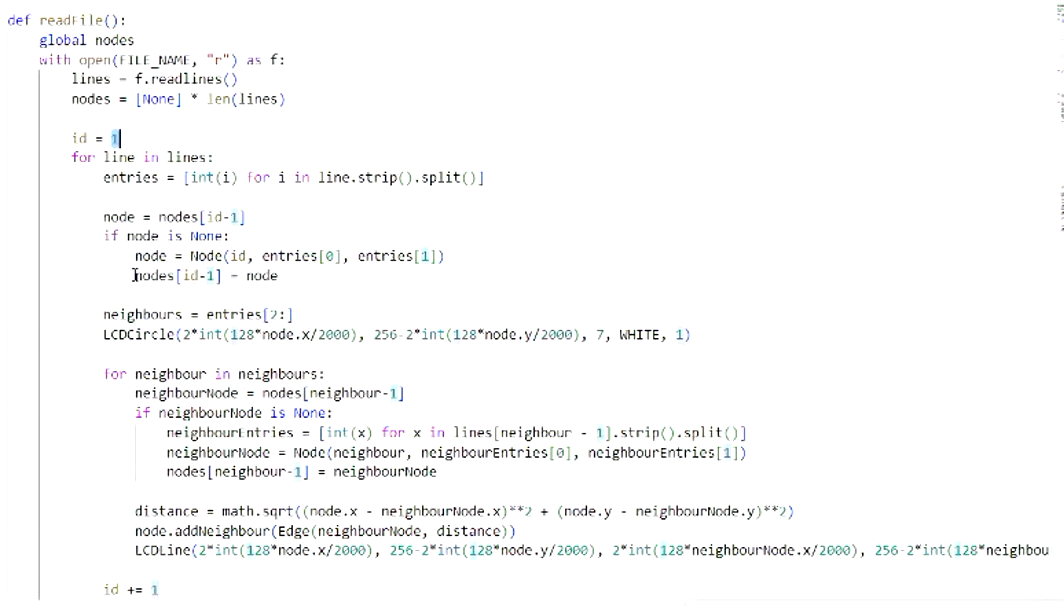 def readFile():
    global nodes
    with open(FILE_NAME, "r") as f:
        lines = f.readlines()
        nodes = [None] * len(lines)

        id = 1
        for line in lines:
            entries = [int(i) for i in line.strip().split()]

            node = nodes[id-1]
            if node is None:
                node = Node(id, entries[0], entries[1])
                nodes[id-1] = node

            neighbours = entries[2:]
            LCDCircle(2*int(128*node.x/2000), 256-2*int(128*node.y/2000), 7, WHITE, 1)

            for neighbour in neighbours:
                neighbourNode = nodes[neighbour-1]
                if neighbourNode is None:
                    neighbourEntries = [int(x) for x in lines[neighbour - 1].strip().split()]
                    neighbourNode = Node(neighbour, neighbourEntries[0], neighbourEntries[1])
                    nodes[neighbour-1] = neighbourNode

                distance = math.sqrt((node.x - neighbourNode.x)**2 + (node.y - neighbourNode.y)**2)
                node.addNeighbour(Edge(neighbourNode, distance))
                LCDLine(2*int(128*node.x/2000), 256-2*int(128*node.y/2000), 2*int(128*neighbourNode.x/2000), 256-2*int(128*neighbou

            id += 1